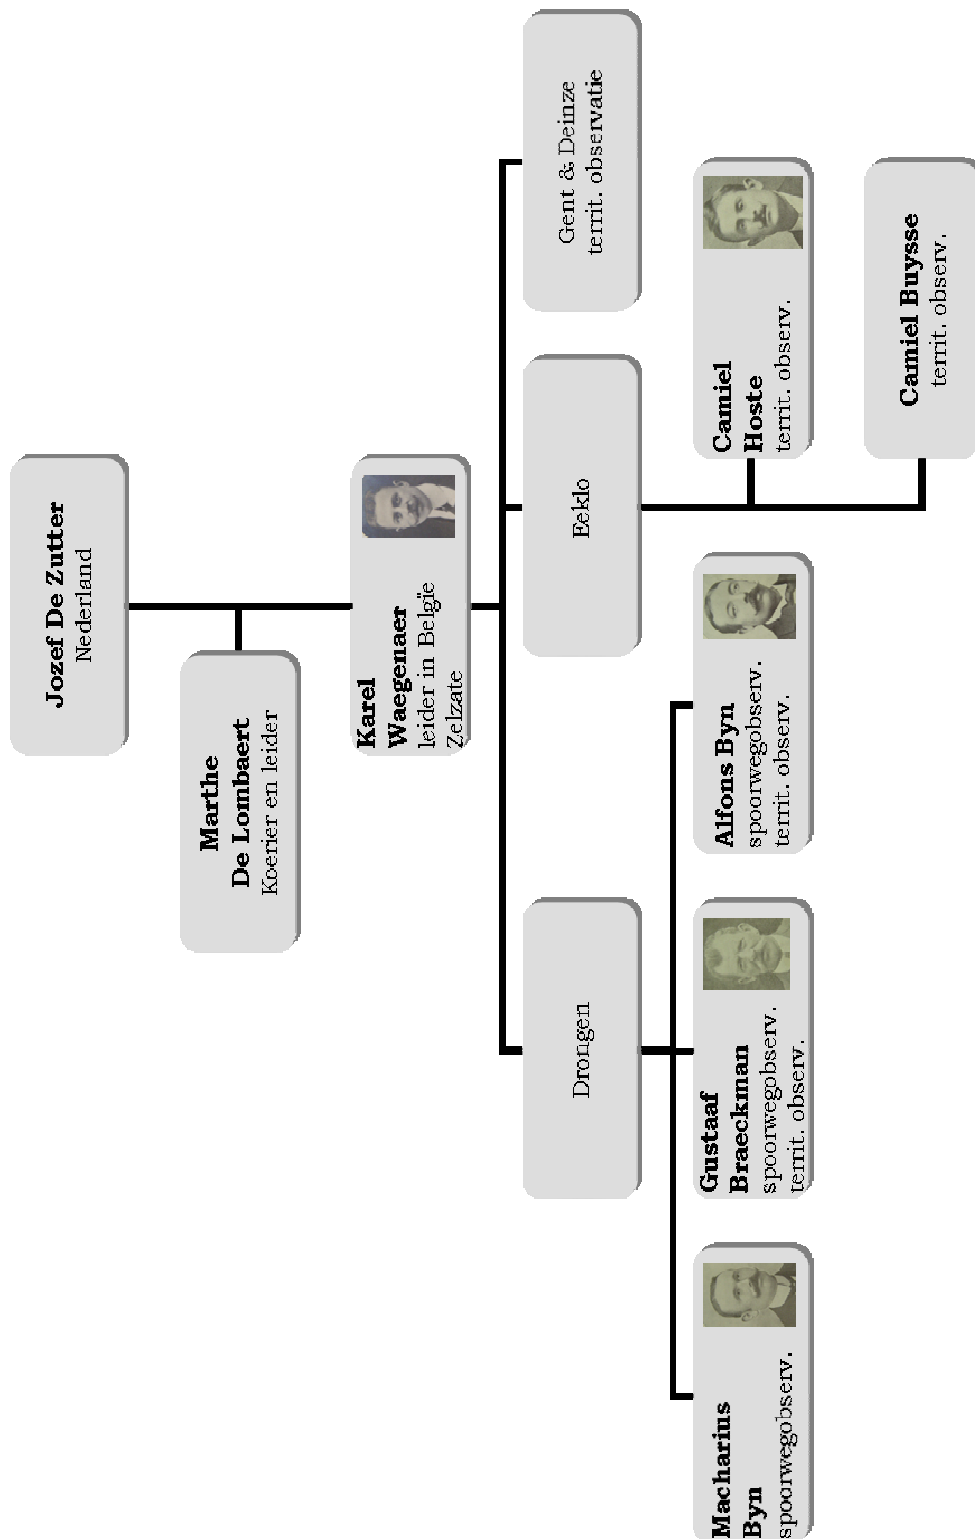 Jozef De Zutter
Nederland
Marthe
De Lombaert
Koerier en leider
Karel
Waegenaer
leider in Belgïe
Zelzate
Drongen
Eeklo
Gent & Deinze
territ. observatie
Macharius
Byn
spoorwegobserv.
Gustaaf
Braeckman
spoorwegobserv.
territ. observ.
Alfons Byn
spoorwegobserv.
territ. observ.
Camiel
Hoste
territ. observ.
Camiel Buysse
territ. observ.